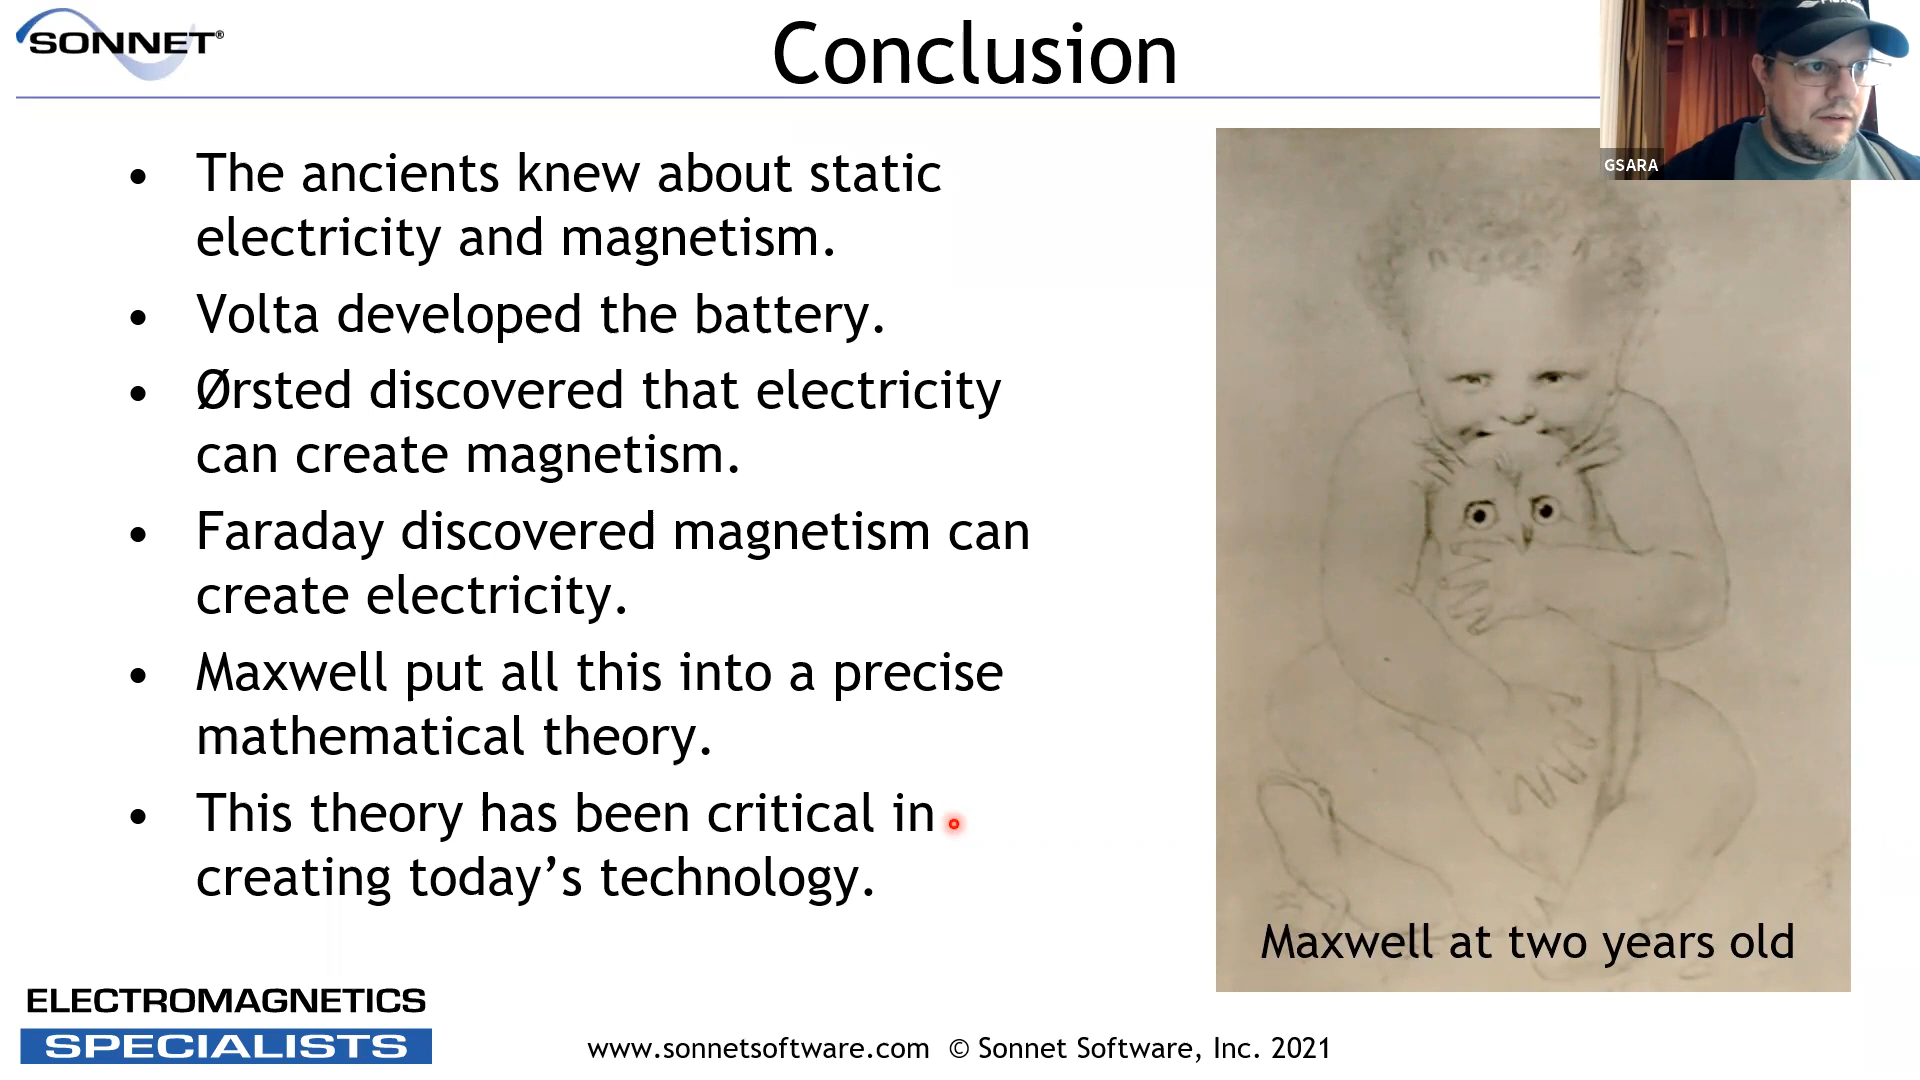 SONNET®
Conclusion
GSARA
• The ancients knew about static
electricity and magnetism.
• Volta developed the battery.
• Ørsted discovered that electricity
can create magnetism.
• Faraday discovered magnetism can
create electricity.
• Maxwell put all this into a precise
mathematical theory.
• This theory has been critical in
creating today’s technology.
Maxwell at two years old
ELECTROMAGNETICS
SPECIALISTS
www.sonnetsoftware.com © Sonnet Software, Inc. 2021